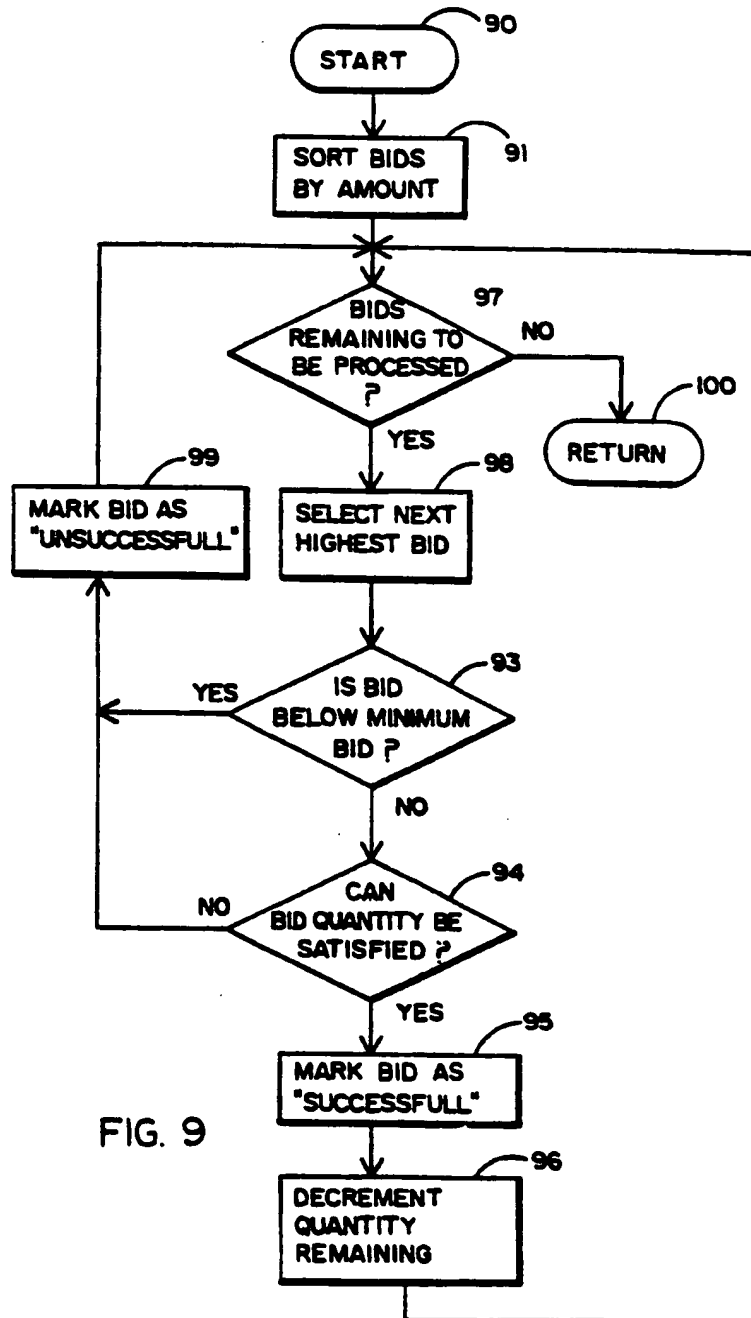 90
START
91
SORT BIDS
BY AMOUNT
97
BIDS
REMAINING TO
BE PROCESSED
?
NO
100
RETURN
YES
99
MARK BID AS
"UNSUCCESSFULL"
98
SELECT NEXT
HIGHEST BID
93
YES
IS BID
BELOW MINIMUM
BID ?
NO
94
NO
CAN
BID QUANTITY BE
SATISFIED ?
YES
95
MARK BID AS
"SUCCESSFULL"
FIG. 9
96
DECREMENT
QUANTITY
REMAINING